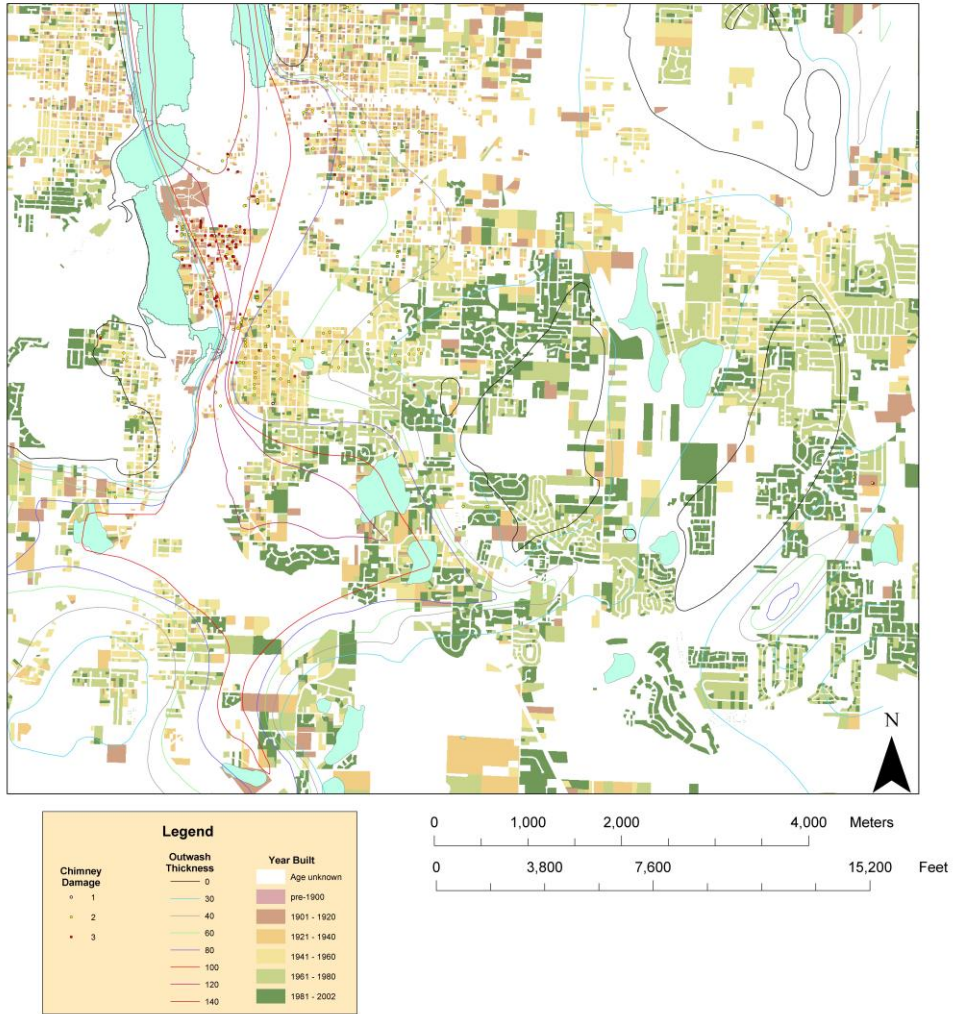 N
Legend
Chimney
Damage
1
2
3
Outwash
Thickness
0
30
40
60
80
100
120
140
Year Built
Age unknown
pre-1900
1901 - 1920
1921 - 1940
1941 - 1960
1961 - 1980
1981 - 2002
0 1,000 2,000 4,000 Meters
0 3,800 7,600 15,200 Feet